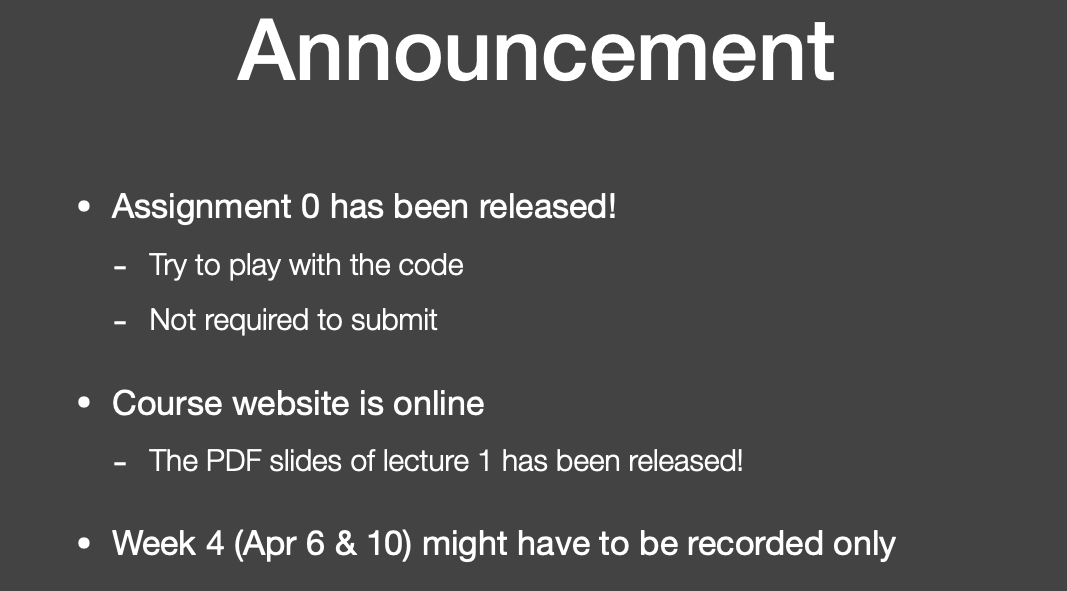 Announcement
• Assignment 0 has been released!
- Try to play with the code
- Not required to submit
• Course website is online
- The PDF slides of lecture 1 has been released!
• Week 4 (Apr 6 & 10) might have to be recorded only